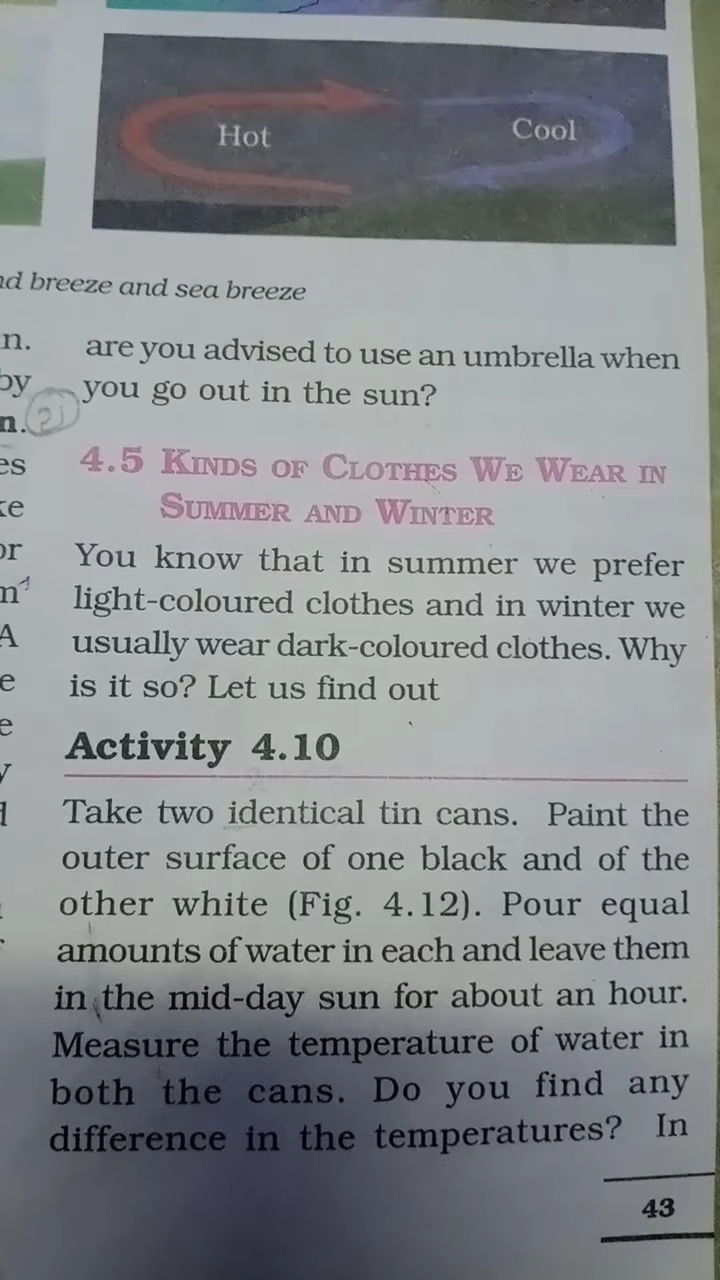 Hot
Cool
nd breeze and sea breeze
n.
by
n.
es
ke
or
m
A
e
e
y
d
are you advised to use an umbrella when
you go out in the sun?
4.5 KINDS OF CLOTHES WE WEAR IN
SUMMER AND WINTER
You know that in summer we prefer
light-coloured clothes and in winter we
usually wear dark-coloured clothes. Why
is it so? Let us find out
Activity 4.10
Take two identical tin cans. Paint the
outer surface of one black and of the
other white (Fig. 4.12). Pour equal
amounts of water in each and leave them
in the mid-day sun for about an hour.
Measure the temperature of water in
both the cans. Do you find any
difference in the temperatures? In
43